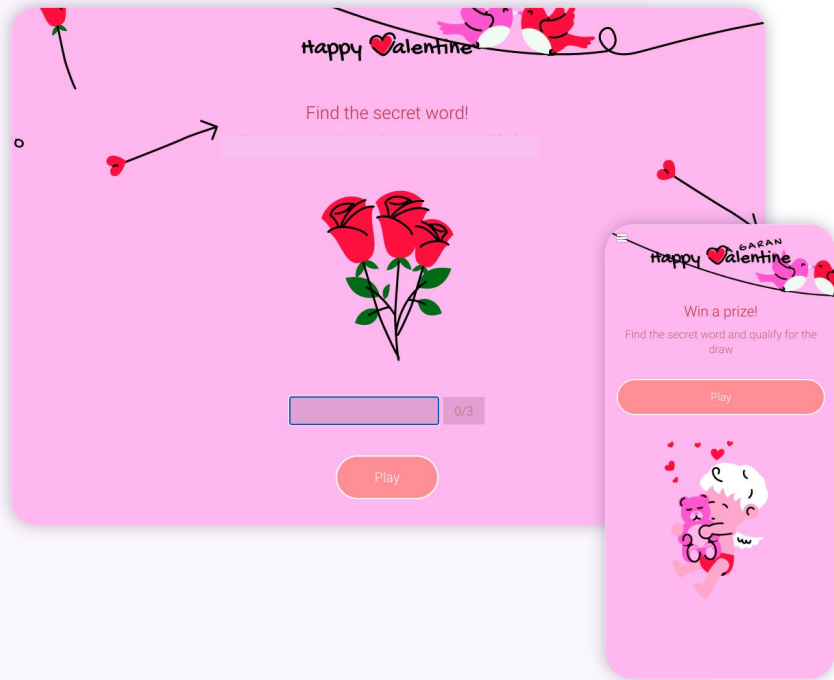 Happy Valentine
Find the secret word!
0/3
Play
GARAN
Happy Valentine
Win a prize!
Find the secret word and qualify for the
draw
Play